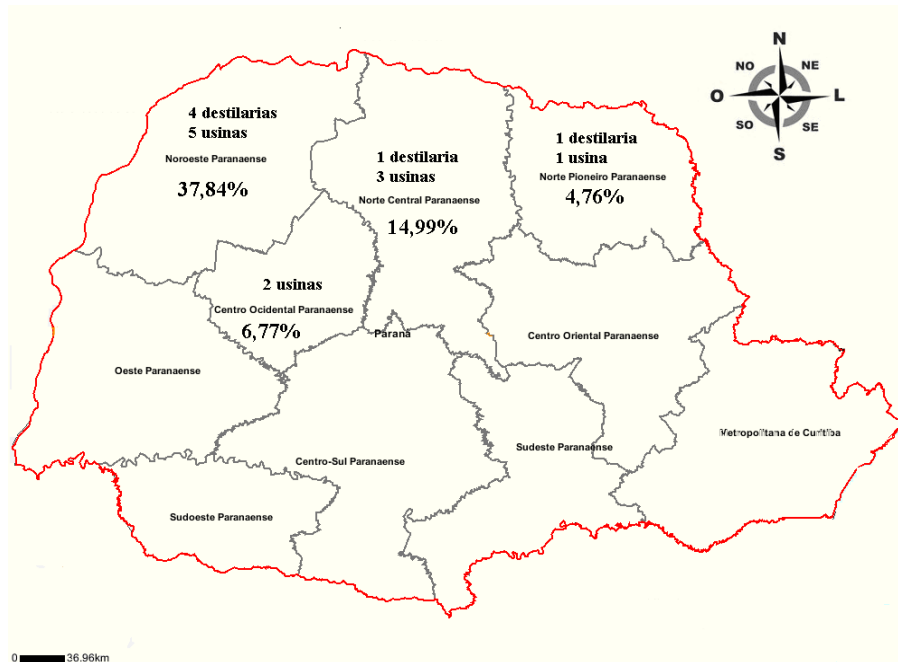 N
NO
NE
O
L
SO
SE
S
4 destilarias
5 usinas
Noroeste Paranaense
37,84%
1 destilaria
3 usinas
Norte Central Paranaense
14,99%
1 destilaria
1 usina
Norte Pioneiro Paranaense
4,76%
2 usinas
Centro Ocidental Paranaense
6,77%
Paraná
Centro Oriental Paranaense
Oeste Paranaense
Metropolitana de Curitiba
Sudeste Paranaense
Centro-Sul Paranaense
Sudoeste Paranaense
0 36.96km